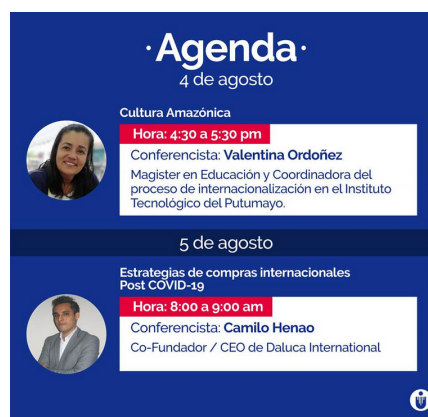 ·Agenda·
4 de agosto
Cultura Amazónica
Hora: 4:30 a 5:30 pm
Conferencista: Valentina Ordoñez
Magister en Educación y Coordinadora del
proceso de internacionalización en el Instituto
Tecnológico del Putumayo.
5 de agosto
Estrategias de compras internacionales
Post COVID-19
Hora: 8:00 a 9:00 am
Conferencista: Camilo Henao
Co-Fundador / CEO de Daluca International